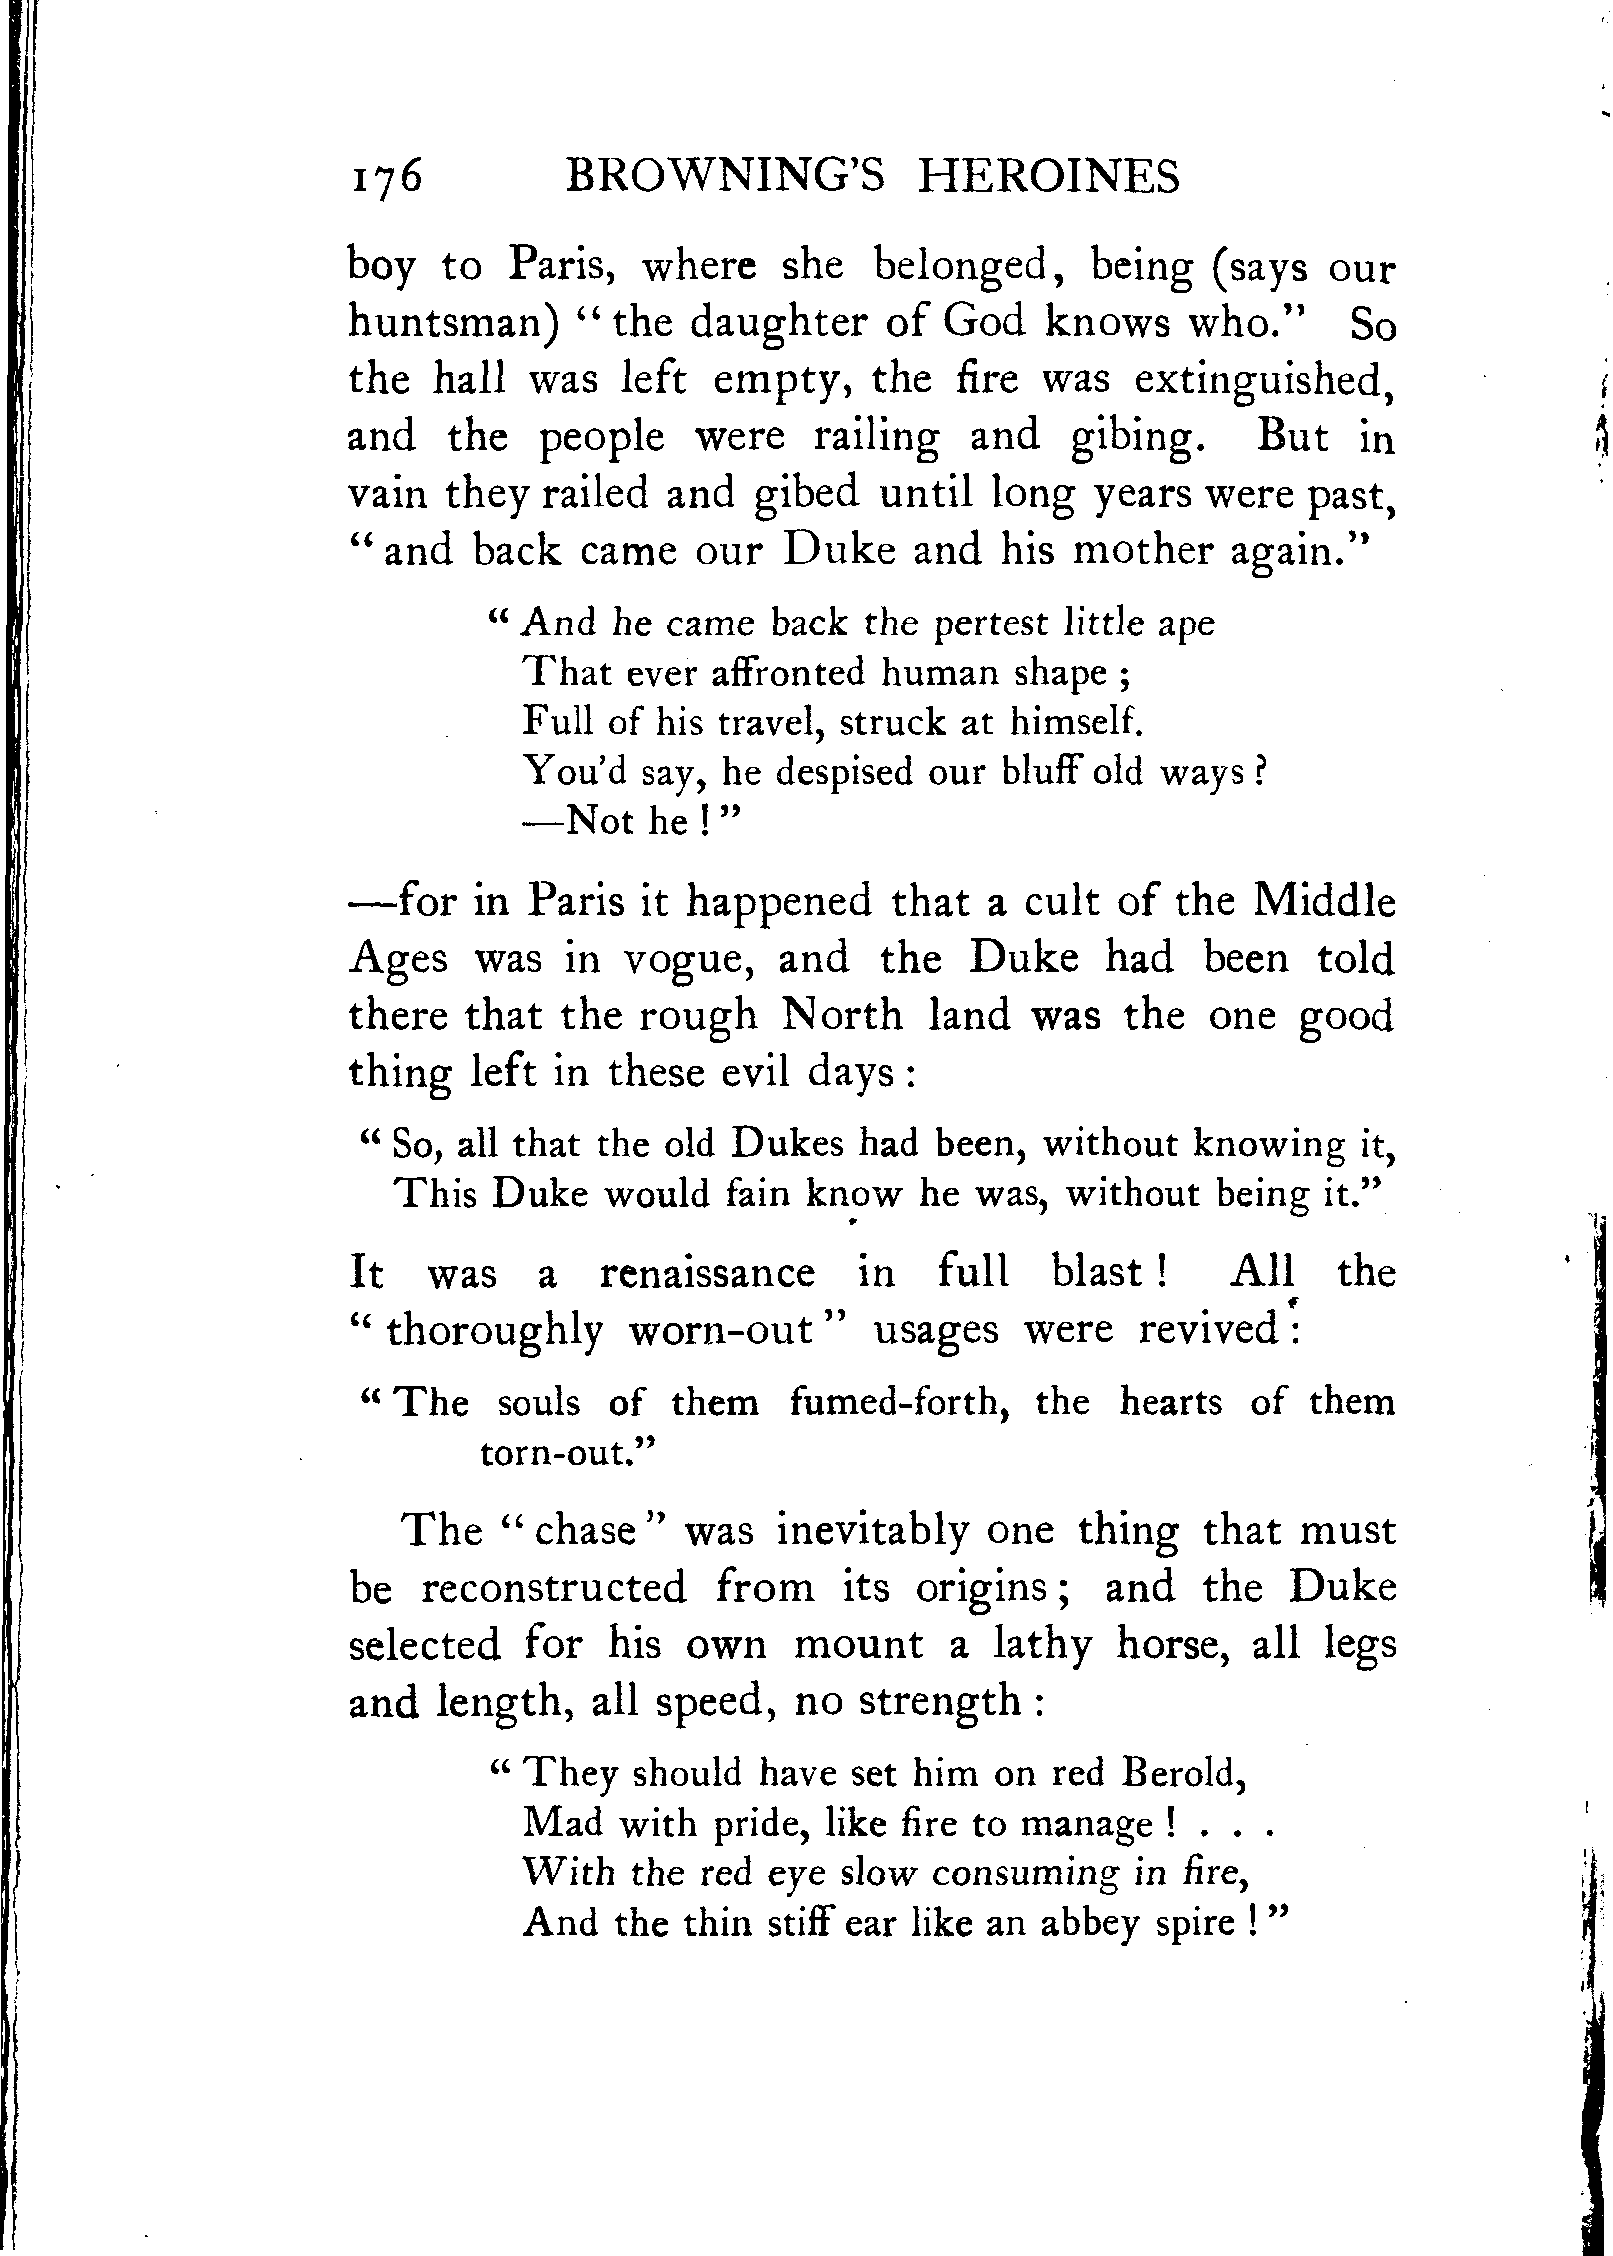 176 BROWNING'S HEROINES
boy to Paris, where she belonged, being (says our
huntsman) “the daughter of God knows who.” So
the hall was left empty, the fire was extinguished,
and the people were railing and gibing. But in
vain they railed and gibed until long years were past,
“and back came our Duke and his mother again.”
“And he came back the pertest little ape
That ever affronted human shape;
Full of his travel, struck at himself.
You'd say, he despised our bluff old ways?
—Not he!”
—for in Paris it happened that a cult of the Middle
Ages was in vogue, and the Duke had been told
there that the rough North land was the one good
thing left in these evil days:
“So, all that the old Dukes had been, without knowing it,
This Duke would fain know he was, without being it.”
It was a renaissance in full blast! All the
“thoroughly worn-out” usages were revived:
“The souls of them fumed-forth, the hearts of them
torn-out.”
The “chase” was inevitably one thing that must
be reconstructed from its origins; and the Duke
selected for his own mount a lathy horse, all legs
and length, all speed, no strength:
“They should have set him on red Berold,
Mad with pride, like fire to manage! . . .
With the red eye slow consuming in fire,
And the thin stiff ear like an abbey spire!”